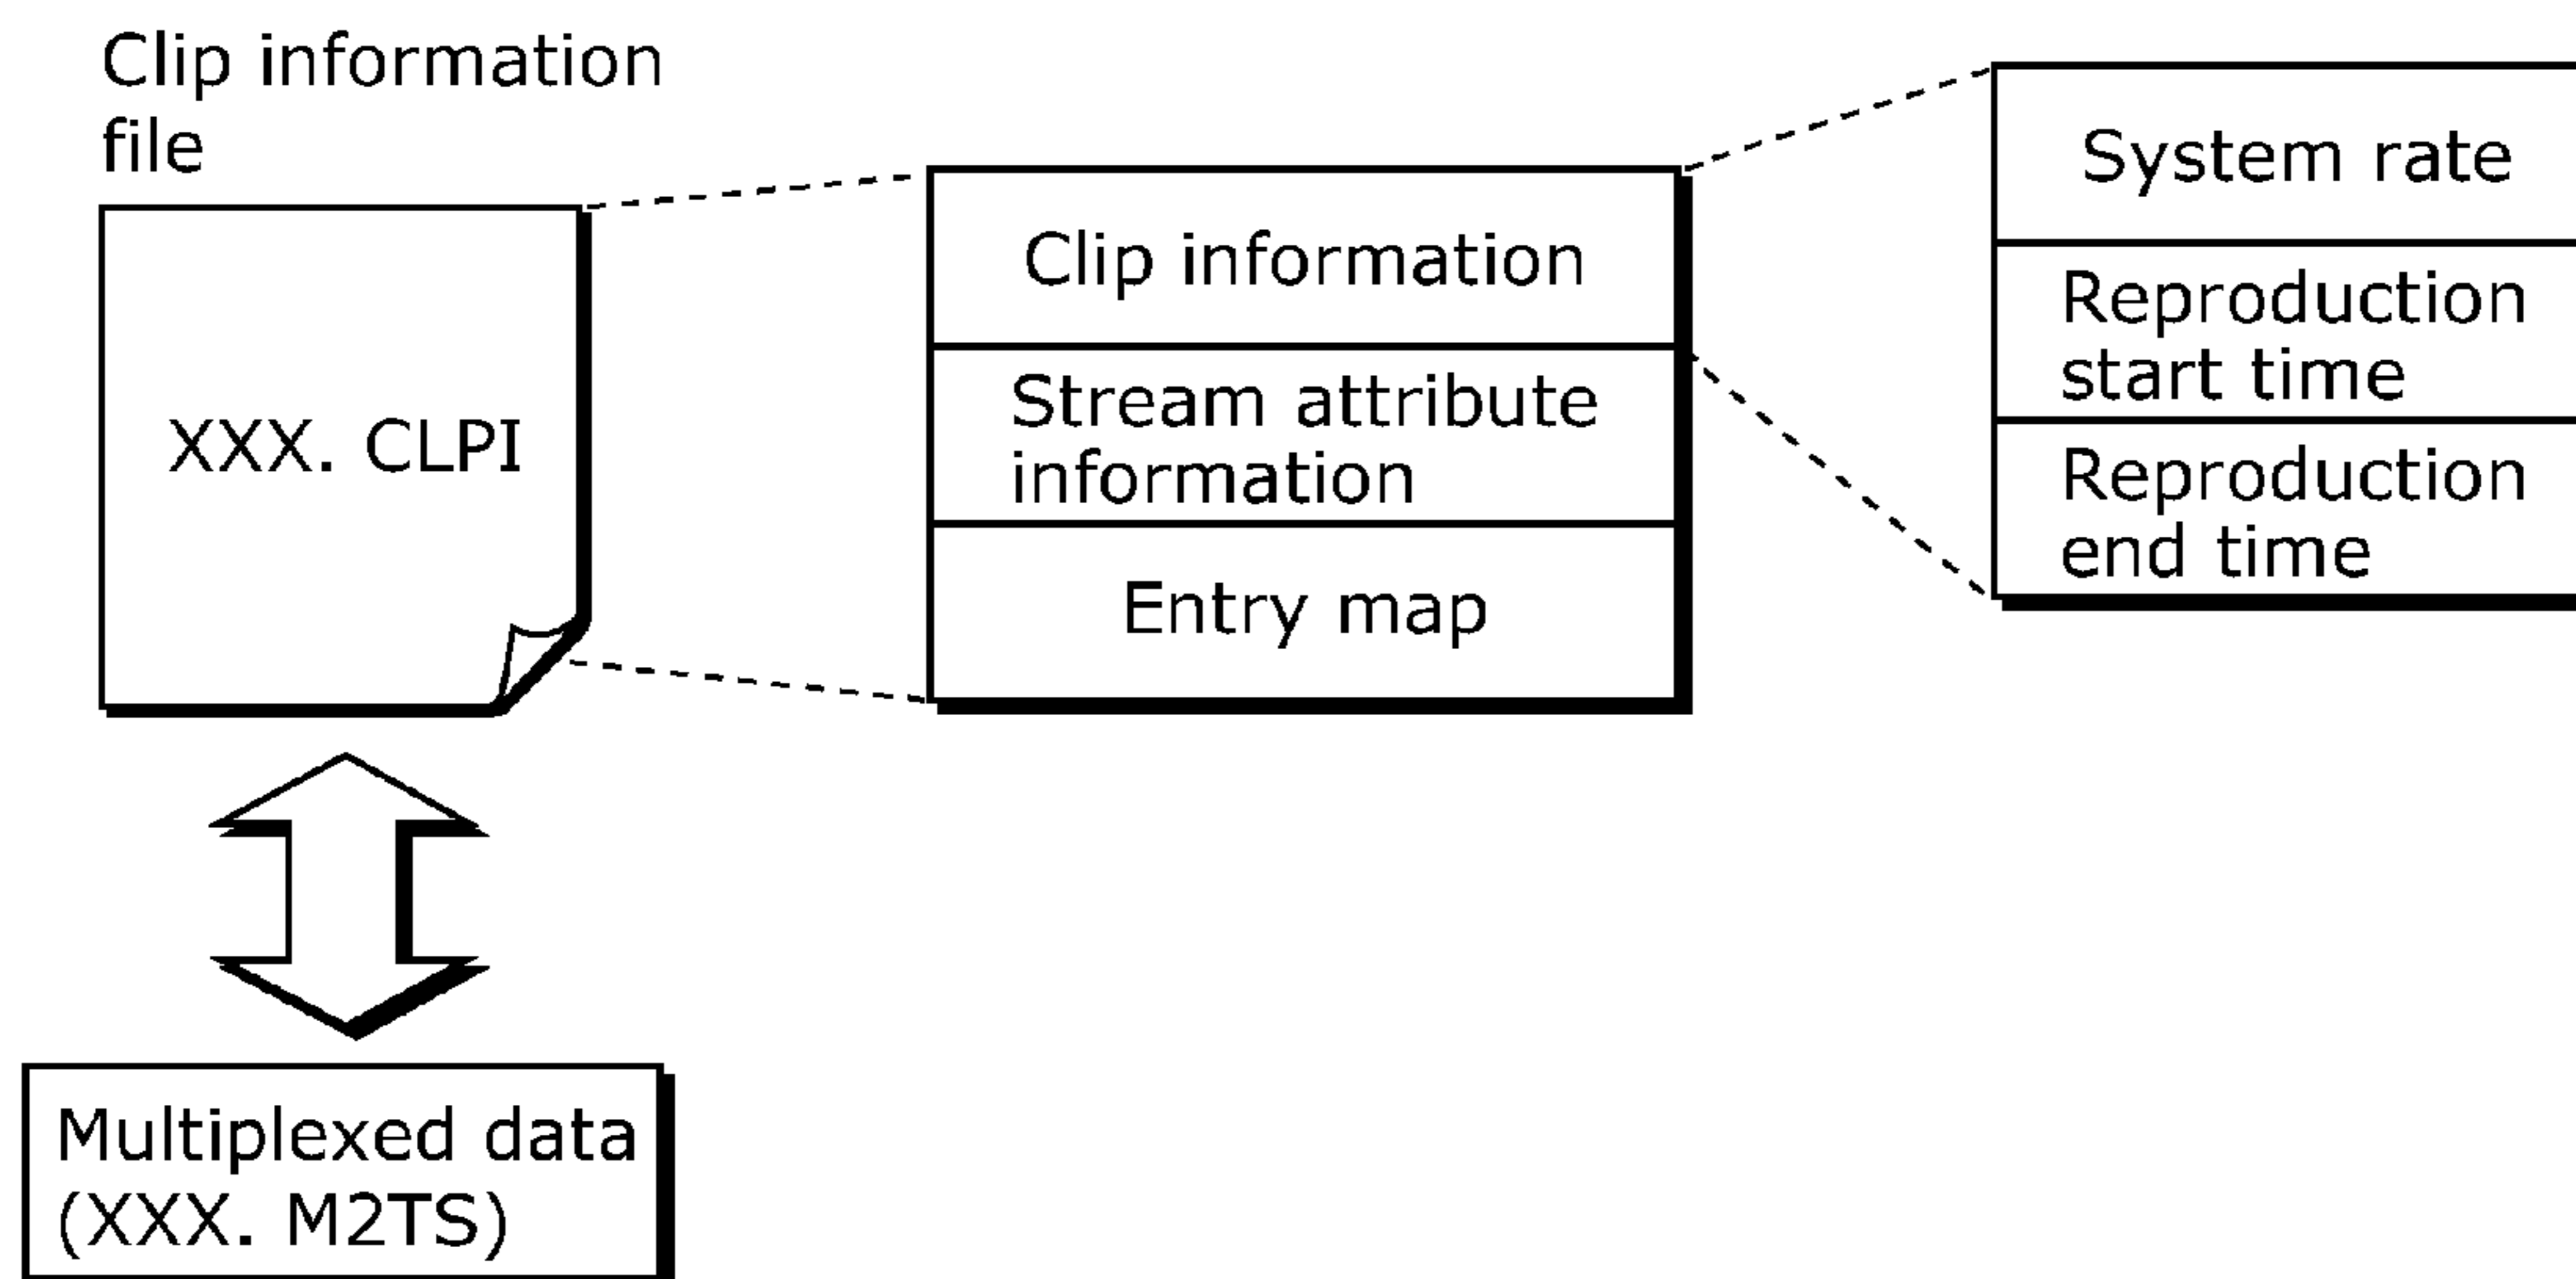 Clip information
file
XXX. CLPI
Clip information
Stream attribute
information
Entry map
System rate
Reproduction
start time
Reproduction
end time
Multiplexed data
(XXX. M2TS)